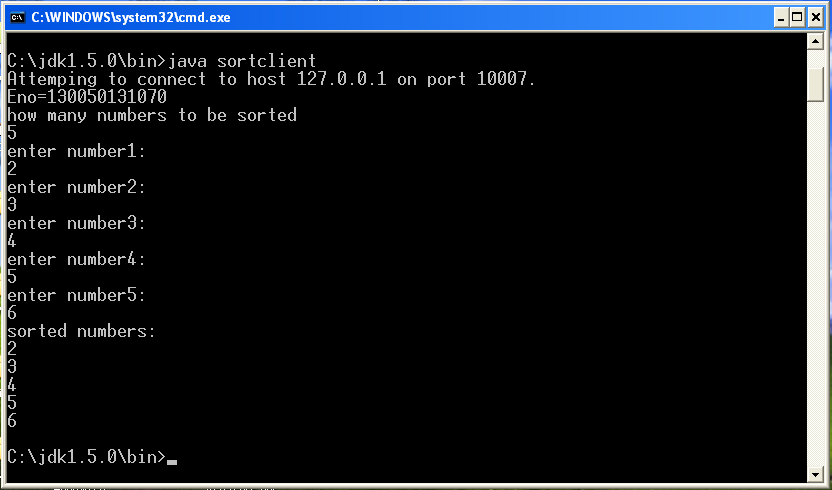 C:\WINDOWS\system32\cmd.exe
C:\jdk1.5.0\bin>java sortclient
Attemping to connect to host 127.0.0.1 on port 10007.
Eno=130050131070
how many numbers to be sorted
5
enter number1:
2
enter number2:
3
enter number3:
4
enter number4:
5
enter number5:
6
sorted numbers:
2
3
4
5
6
C:\jdk1.5.0\bin>_